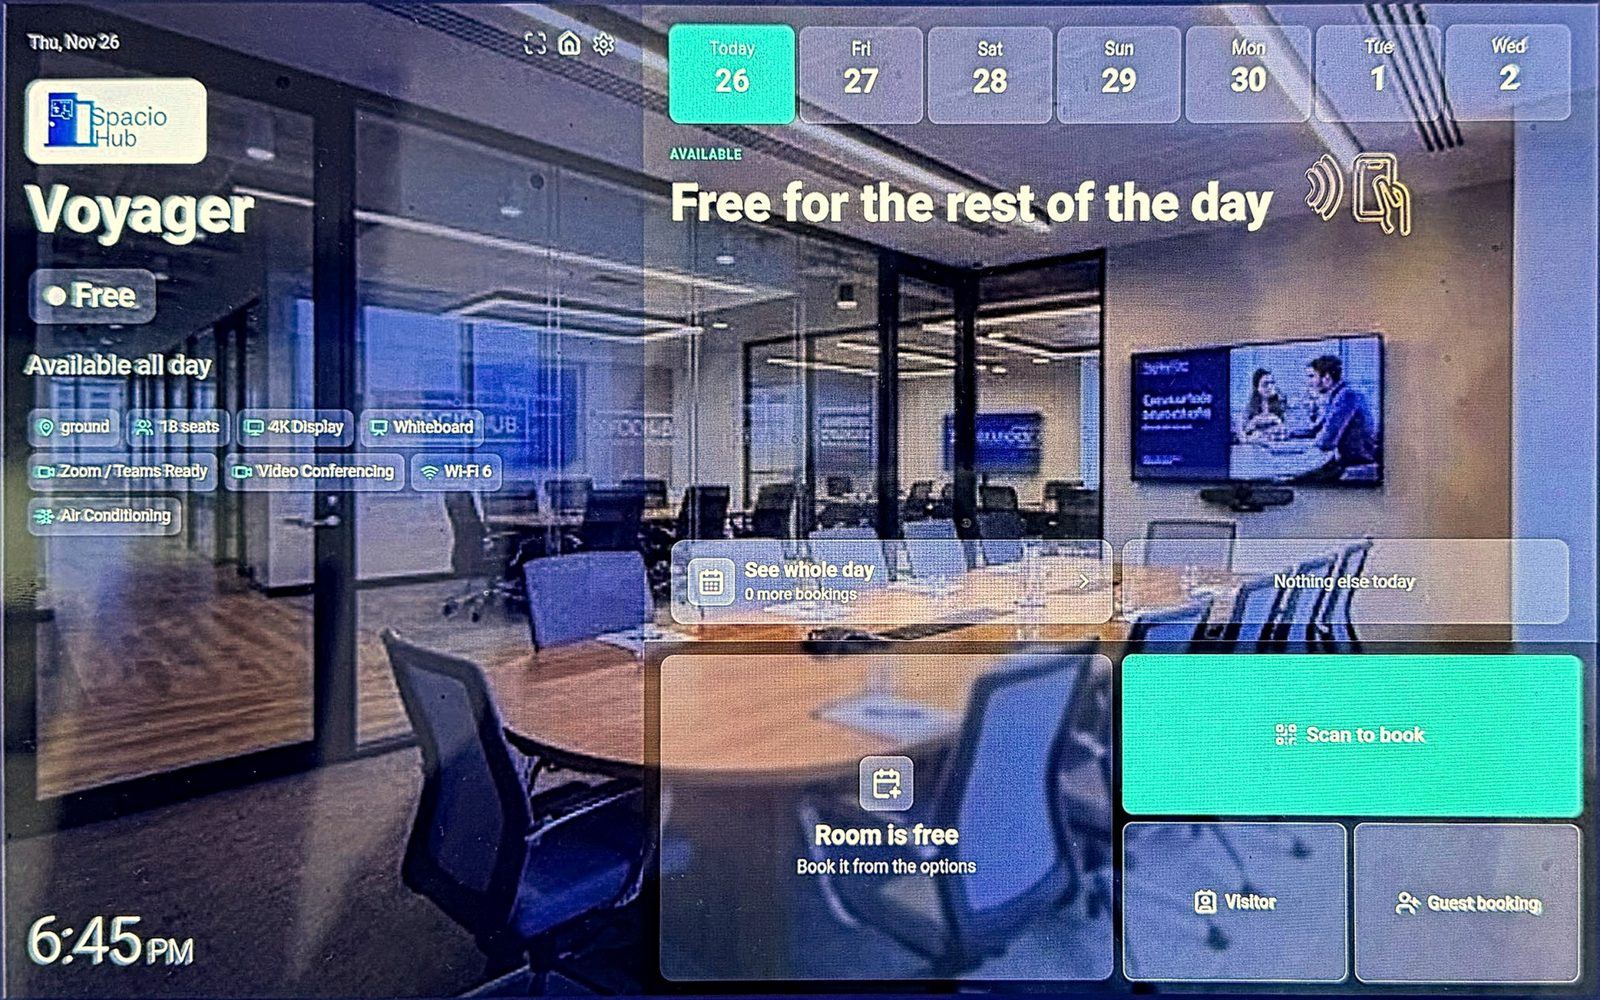 Thu, Nov 26
Spacio
Hub
Voyager
Free
Available all day
ground
18 seats
4K Display
Whiteboard
Zoom / Teams Ready
Video Conferencing
Wi-Fi 6
Air Conditioning
6:45 PM
Today
26
Fri
27
Sat
28
Sun
29
Mon
30
Tue
1
Wed
2
AVAILABLE
Free for the rest of the day
See whole day
0 more bookings
Nothing else today
Room is free
Book it from the options
Scan to book
Visitor
Guest booking